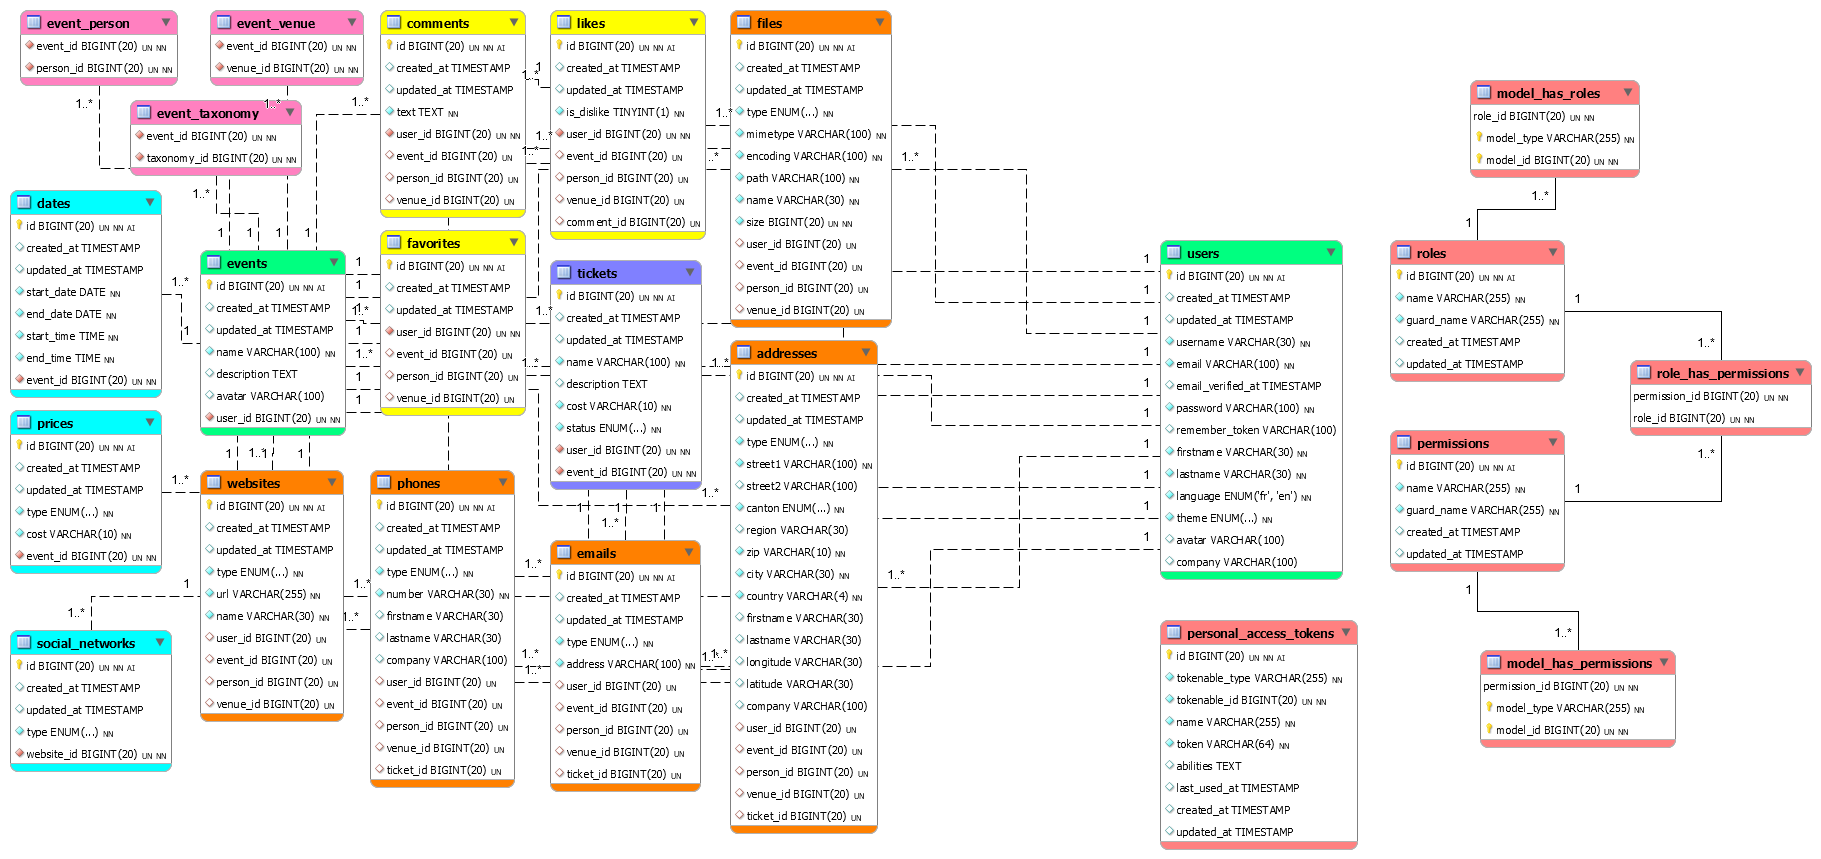 event_person
event_id BIGINT(20) UN NN
person_id BIGINT(20) UN NN
event_venue
event_id BIGINT(20) UN NN
venue_id BIGINT(20) UN NN
event_taxonomy
event_id BIGINT(20) UN NN
taxonomy_id BIGINT(20) UN NN
comments
id BIGINT(20) UN NN AI
created_at TIMESTAMP
updated_at TIMESTAMP
text TEXT NN
user_id BIGINT(20) UN NN
event_id BIGINT(20) UN
person_id BIGINT(20) UN
venue_id BIGINT(20) UN
likes
id BIGINT(20) UN NN AI
created_at TIMESTAMP
updated_at TIMESTAMP
is_dislike TINYINT(1) NN
user_id BIGINT(20) UN NN
event_id BIGINT(20) UN
person_id BIGINT(20) UN
venue_id BIGINT(20) UN
comment_id BIGINT(20) UN
files
id BIGINT(20) UN NN AI
created_at TIMESTAMP
updated_at TIMESTAMP
type ENUM(...) NN
mimetype VARCHAR(100) NN
encoding VARCHAR(100) NN
path VARCHAR(100) NN
name VARCHAR(30) NN
size BIGINT(20) UN NN
user_id BIGINT(20) UN
event_id BIGINT(20) UN
person_id BIGINT(20) UN
venue_id BIGINT(20) UN
dates
id BIGINT(20) UN NN AI
created_at TIMESTAMP
updated_at TIMESTAMP
start_date DATE NN
end_date DATE NN
start_time TIME NN
end_time TIME NN
event_id BIGINT(20) UN NN
events
id BIGINT(20) UN NN AI
created_at TIMESTAMP
updated_at TIMESTAMP
name VARCHAR(100) NN
description TEXT
avatar VARCHAR(100)
user_id BIGINT(20) UN NN
favorites
id BIGINT(20) UN NN AI
created_at TIMESTAMP
updated_at TIMESTAMP
user_id BIGINT(20) UN NN
event_id BIGINT(20) UN
person_id BIGINT(20) UN
venue_id BIGINT(20) UN
tickets
id BIGINT(20) UN NN AI
created_at TIMESTAMP
updated_at TIMESTAMP
name VARCHAR(100) NN
description TEXT
cost VARCHAR(10) NN
status ENUM(...) NN
user_id BIGINT(20) UN NN
event_id BIGINT(20) UN NN
addresses
id BIGINT(20) UN NN AI
created_at TIMESTAMP
updated_at TIMESTAMP
type ENUM(...) NN
street1 VARCHAR(100) NN
street2 VARCHAR(100)
canton ENUM(...) NN
region VARCHAR(30)
zip VARCHAR(10) NN
city VARCHAR(30) NN
country VARCHAR(4) NN
firstname VARCHAR(30)
lastname VARCHAR(30)
longitude VARCHAR(30)
latitude VARCHAR(30)
company VARCHAR(100)
user_id BIGINT(20) UN
event_id BIGINT(20) UN
person_id BIGINT(20) UN
venue_id BIGINT(20) UN
ticket_id BIGINT(20) UN
prices
id BIGINT(20) UN NN AI
created_at TIMESTAMP
updated_at TIMESTAMP
type ENUM(...) NN
cost VARCHAR(10) NN
event_id BIGINT(20) UN NN
websites
id BIGINT(20) UN NN AI
created_at TIMESTAMP
updated_at TIMESTAMP
type ENUM(...) NN
url VARCHAR(255) NN
name VARCHAR(30) NN
user_id BIGINT(20) UN
event_id BIGINT(20) UN
person_id BIGINT(20) UN
venue_id BIGINT(20) UN
phones
id BIGINT(20) UN NN AI
created_at TIMESTAMP
updated_at TIMESTAMP
type ENUM(...) NN
number VARCHAR(30) NN
firstname VARCHAR(30)
lastname VARCHAR(30)
company VARCHAR(100)
user_id BIGINT(20) UN
event_id BIGINT(20) UN
person_id BIGINT(20) UN
venue_id BIGINT(20) UN
ticket_id BIGINT(20) UN
emails
id BIGINT(20) UN NN AI
created_at TIMESTAMP
updated_at TIMESTAMP
type ENUM(...) NN
address VARCHAR(100) NN
user_id BIGINT(20) UN
event_id BIGINT(20) UN
person_id BIGINT(20) UN
venue_id BIGINT(20) UN
ticket_id BIGINT(20) UN
social_networks
id BIGINT(20) UN NN AI
created_at TIMESTAMP
updated_at TIMESTAMP
type ENUM(...) NN
website_id BIGINT(20) UN NN
users
id BIGINT(20) UN NN AI
created_at TIMESTAMP
updated_at TIMESTAMP
username VARCHAR(30) NN
email VARCHAR(100) NN
email_verified_at TIMESTAMP
password VARCHAR(100) NN
remember_token VARCHAR(100)
firstname VARCHAR(30) NN
lastname VARCHAR(30) NN
language ENUM('fr', 'en') NN
theme ENUM(...) NN
avatar VARCHAR(100)
company VARCHAR(100)
personal_access_tokens
id BIGINT(20) UN NN AI
tokenable_type VARCHAR(255) NN
tokenable_id BIGINT(20) UN NN
name VARCHAR(255) NN
token VARCHAR(64) NN
abilities TEXT
last_used_at TIMESTAMP
created_at TIMESTAMP
updated_at TIMESTAMP
model_has_roles
role_id BIGINT(20) UN NN
model_type VARCHAR(255) NN
model_id BIGINT(20) UN NN
1..*
1
roles
id BIGINT(20) UN NN AI
name VARCHAR(255) NN
guard_name VARCHAR(255) NN
created_at TIMESTAMP
updated_at TIMESTAMP
1
1..*
role_has_permissions
permission_id BIGINT(20) UN NN
role_id BIGINT(20) UN NN
1..*
1
permissions
id BIGINT(20) UN NN AI
name VARCHAR(255) NN
guard_name VARCHAR(255) NN
created_at TIMESTAMP
updated_at TIMESTAMP
1
1..*
model_has_permissions
permission_id BIGINT(20) UN NN
model_type VARCHAR(255) NN
model_id BIGINT(20) UN NN